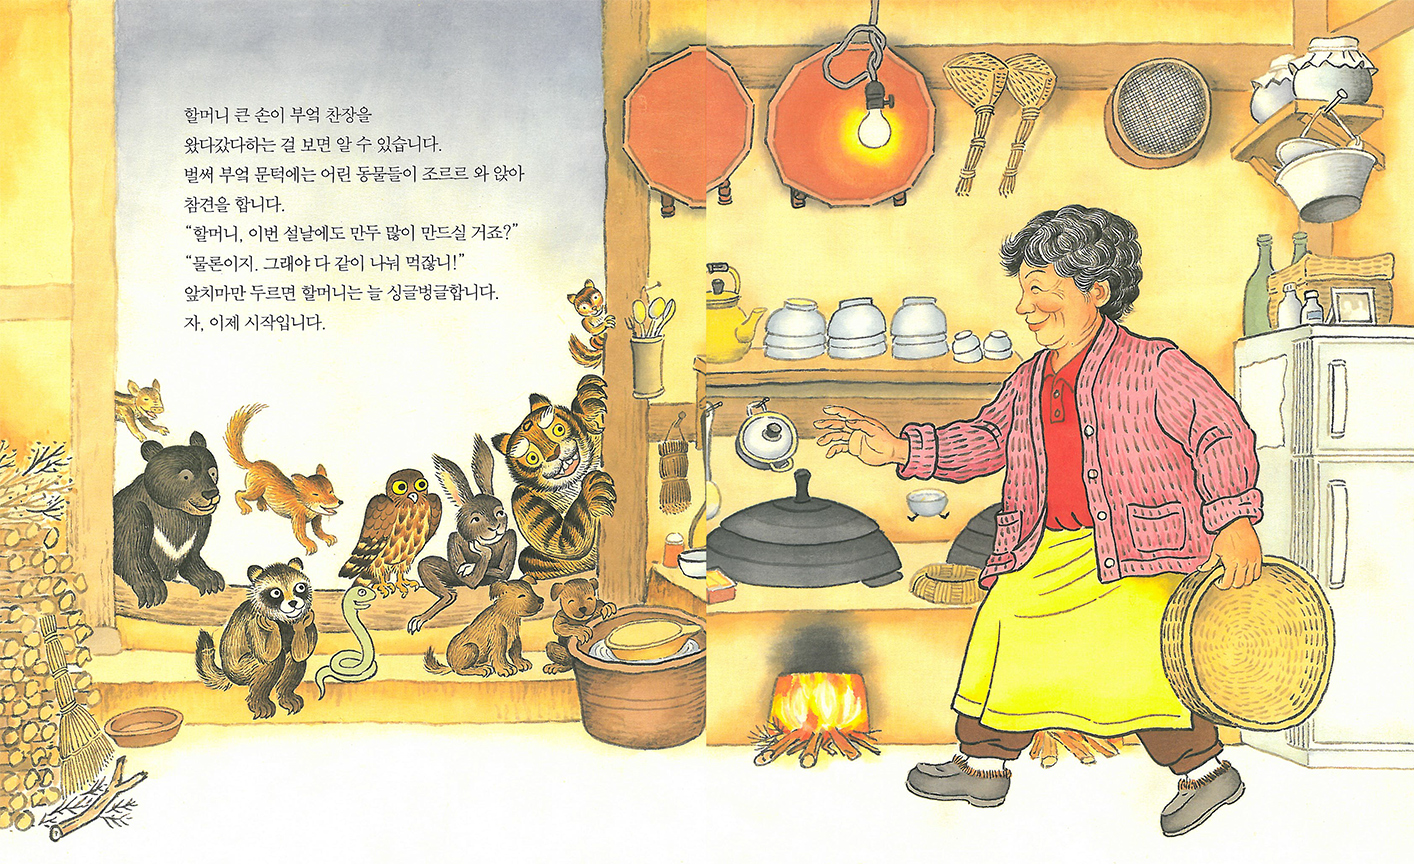 할머니 큰 손이 부엌 찬장을
왔다갔다하는 걸 보면 알 수 있습니다.
벌써 부엌 문턱에는 어린 동물들이 조르르 와 앉아
참견을 합니다.
“할머니, 이번 설날에도 만두 많이 만드실 거죠?”
“물론이지. 그래야 다 같이 나눠 먹잖니!”
앞치마만 두르면 할머니는 늘 싱글벙글합니다.
자, 이제 시작입니다.